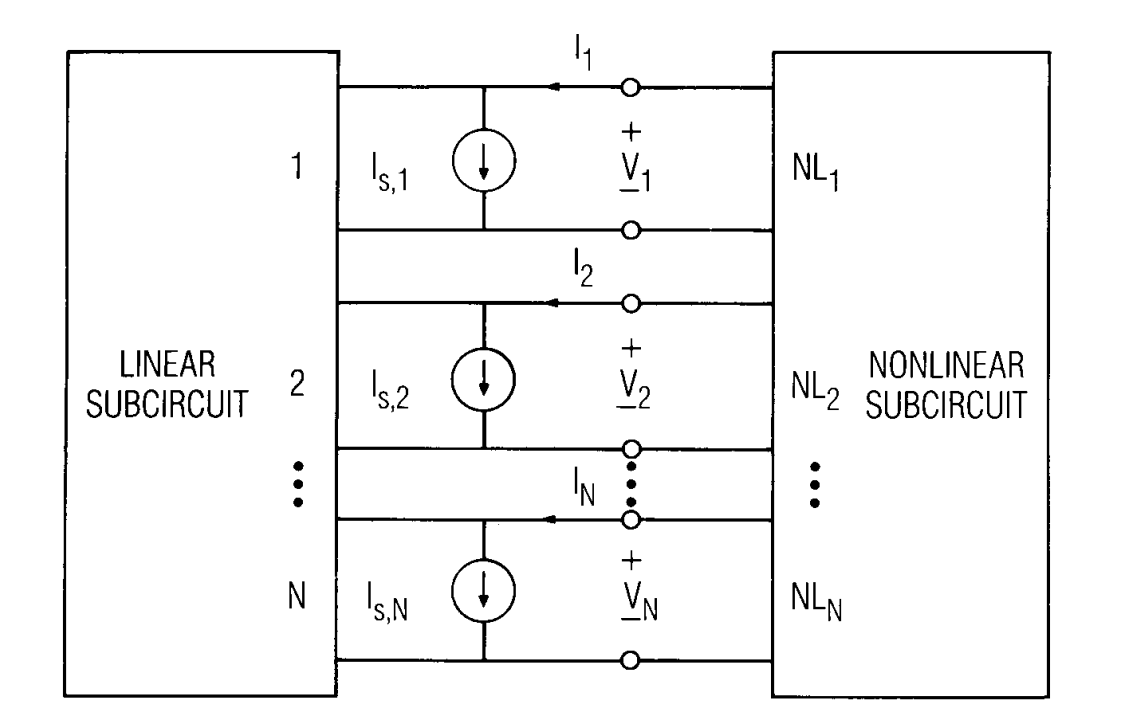 I1
+
1 Is,1 V1 NL1
-
I2
+
LINEAR SUBCIRCUIT
2 Is,2 V2 NL2
-
NONLINEAR SUBCIRCUIT
IN
+
N Is,N VN NLN
-